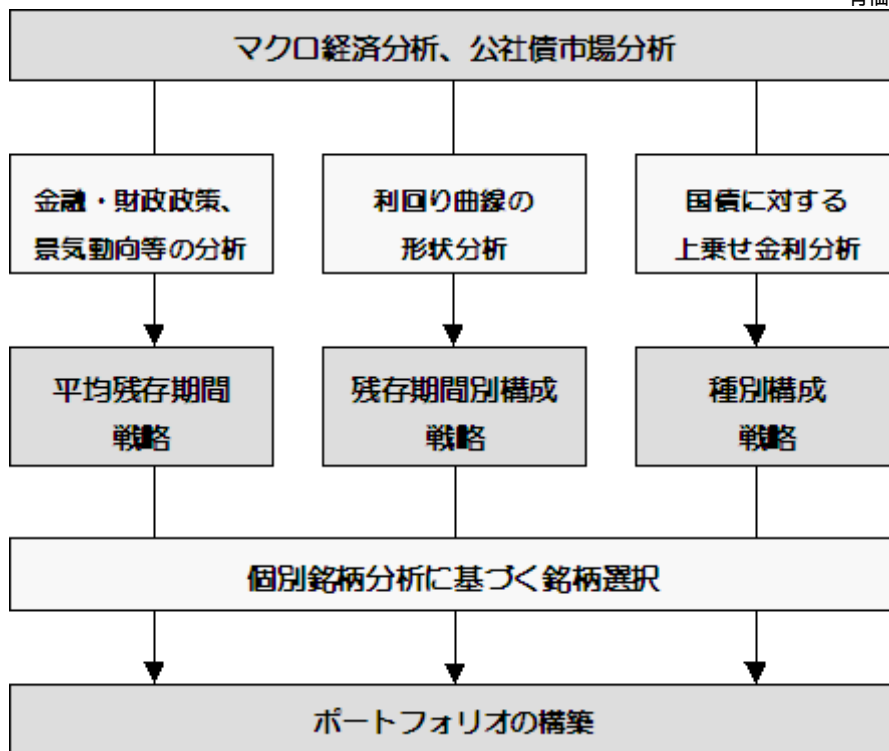 マクロ経済分析、公社債市場分析
金融・財政政策、
景気動向等の分析
利回り曲線の
形状分析
国債に対する
上乗せ金利分析
平均残存期間
戦略
残存期間別構成
戦略
種別構成
戦略
個別銘柄分析に基づく銘柄選択
ポートフォリオの構築